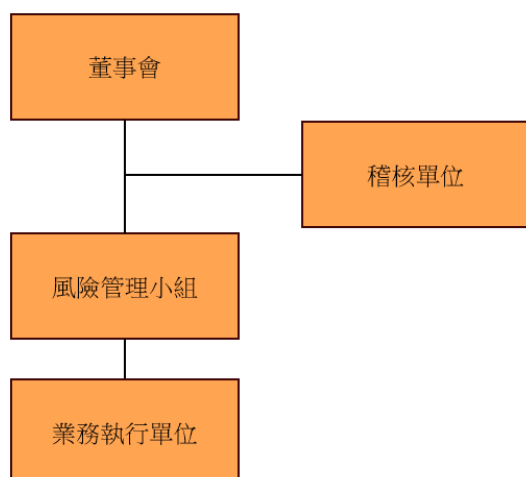 董事會
稽核單位
風險管理小組
業務執行單位